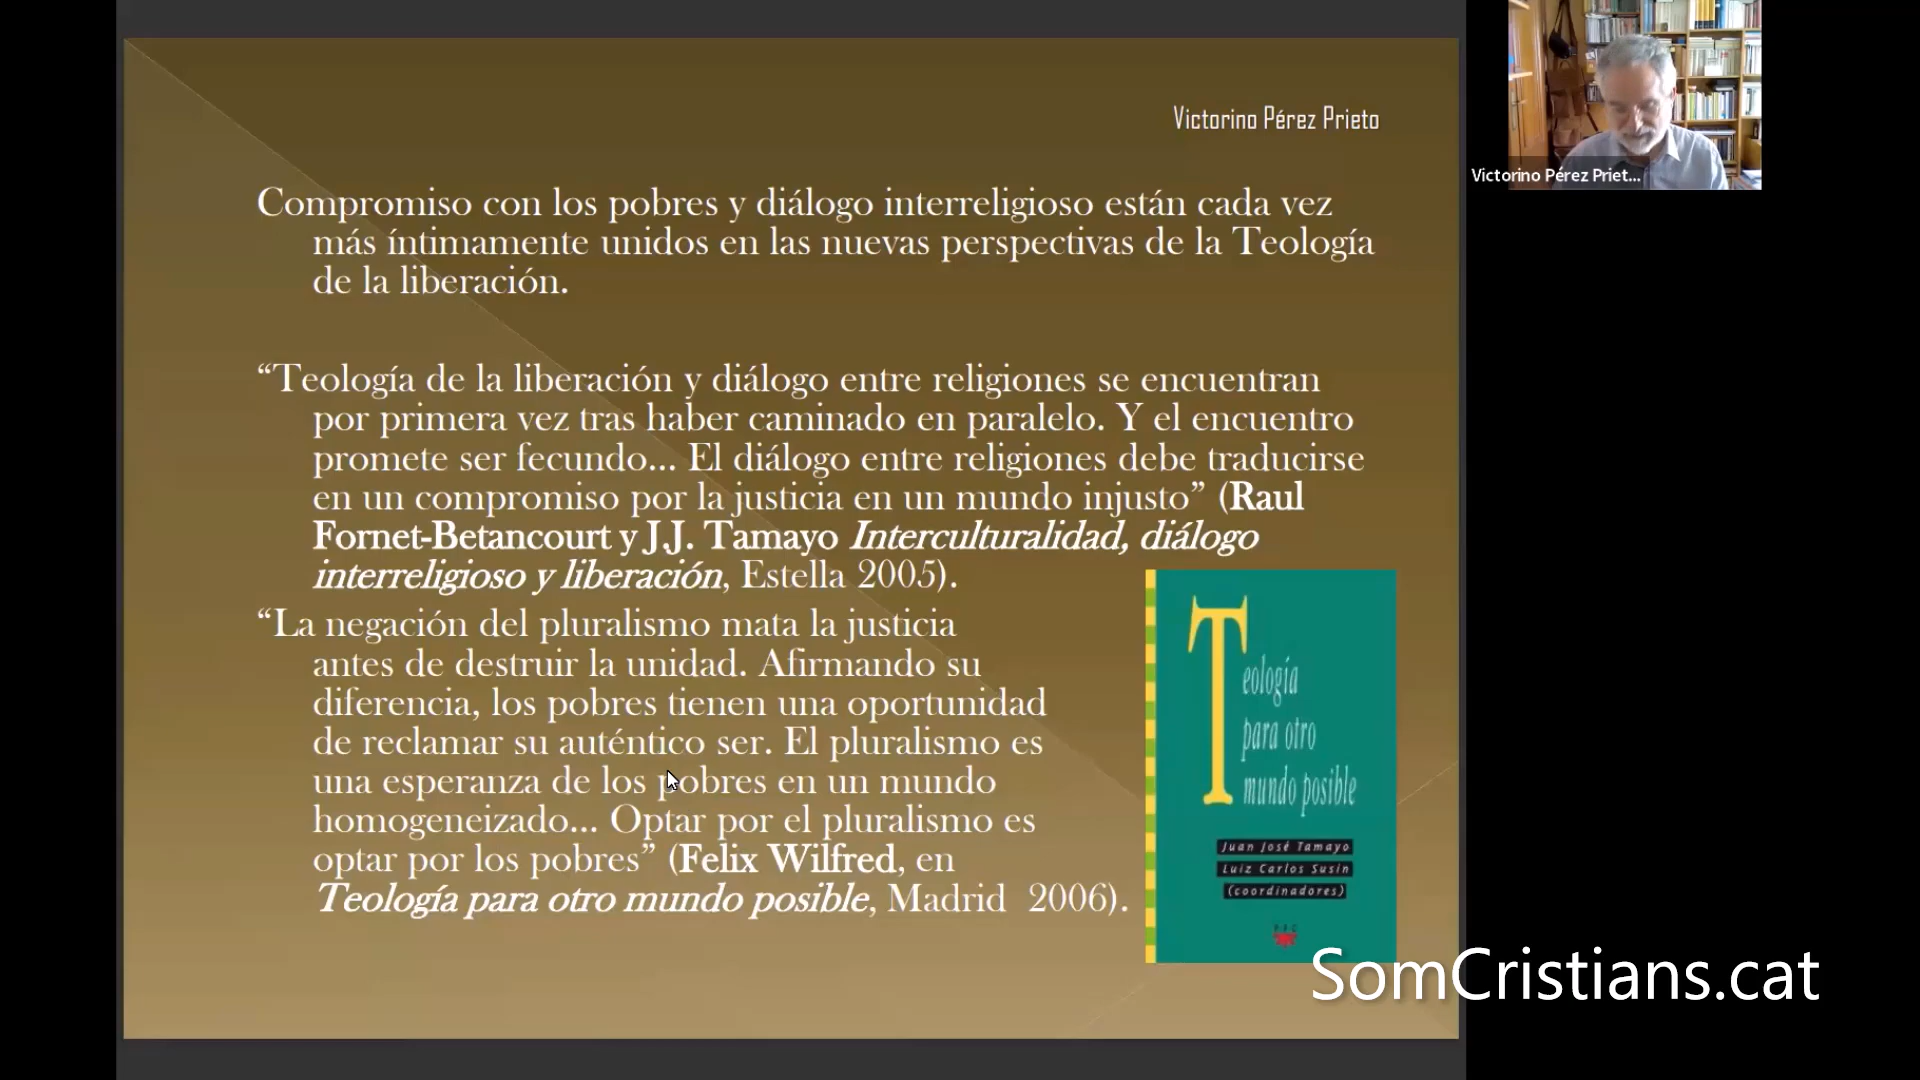 Victorino Pérez Prieto
Victorino Pérez Priet...
Compromiso con los pobres y diálogo interreligioso están cada vez
más íntimamente unidos en las nuevas perspectivas de la Teología
de la liberación.
“Teología de la liberación y diálogo entre religiones se encuentran
por primera vez tras haber caminado en paralelo. Y el encuentro
promete ser fecundo... El diálogo entre religiones debe traducirse
en un compromiso por la justicia en un mundo injusto” (Raul
Fornet-Betancourt y J.J. Tamayo Interculturalidad, diálogo
interreligioso y liberación, Estella 2005).
“La negación del pluralismo mata la justicia
antes de destruir la unidad. Afirmando su
diferencia, los pobres tienen una oportunidad
de reclamar su auténtico ser. El pluralismo es
una esperanza de los pobres en un mundo
homogeneizado... Optar por el pluralismo es
optar por los pobres” (Felix Wilfred, en
Teología para otro mundo posible, Madrid 2006).
Teología
para otro
mundo posible
Juan José Tamayo
Luiz Carlos Susin
(coordinadores)
PPC
SomCristians.cat